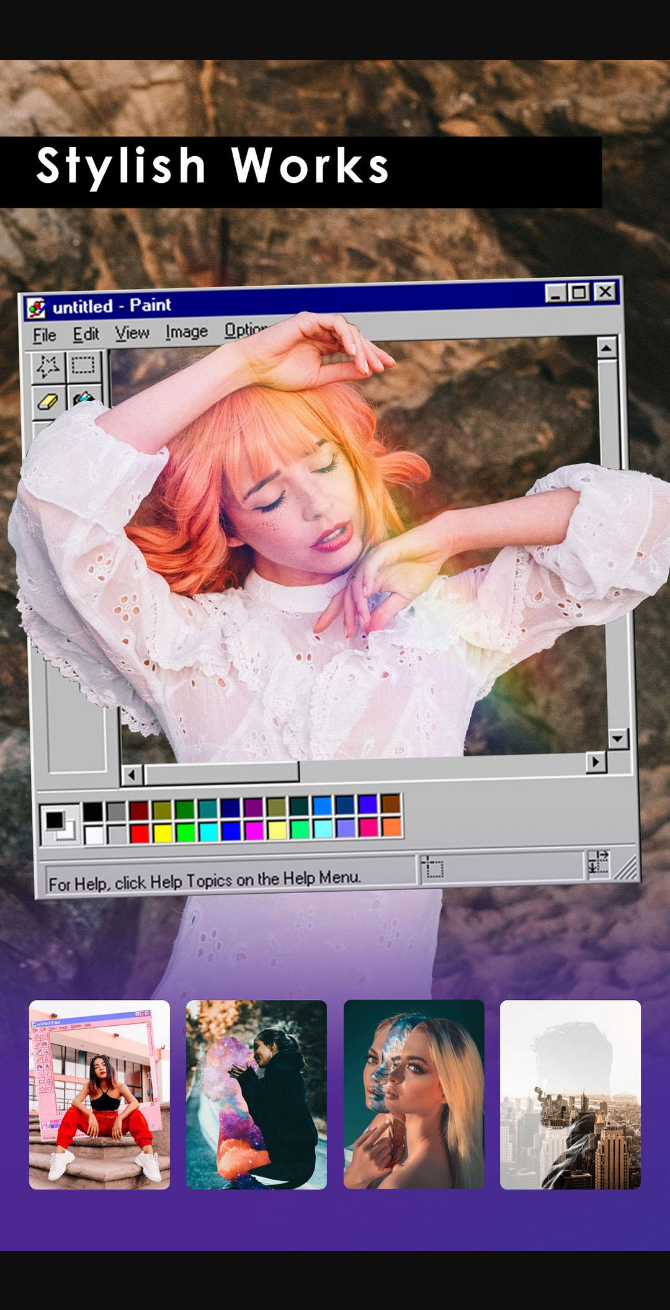 Stylish Works
untitled - Paint
File Edit View Image
For Help, click Help Topics on the Help Menu.